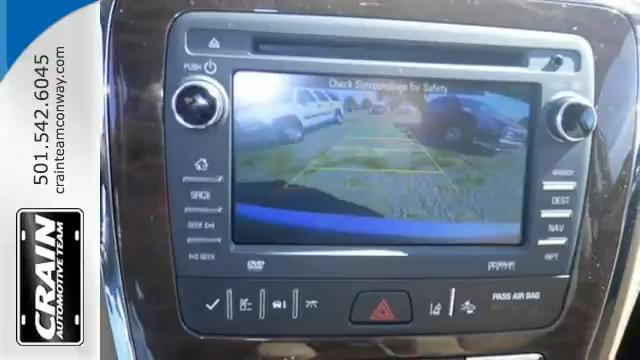 501.542.6045
crainteamconway.com
CRAIN
AUTOMOTIVE TEAM
PUSH
Check Surroundings for Safety
SRCE
SEEK
SEEK
DEST
NAV
RPT
DVD
PASS AIR BAG